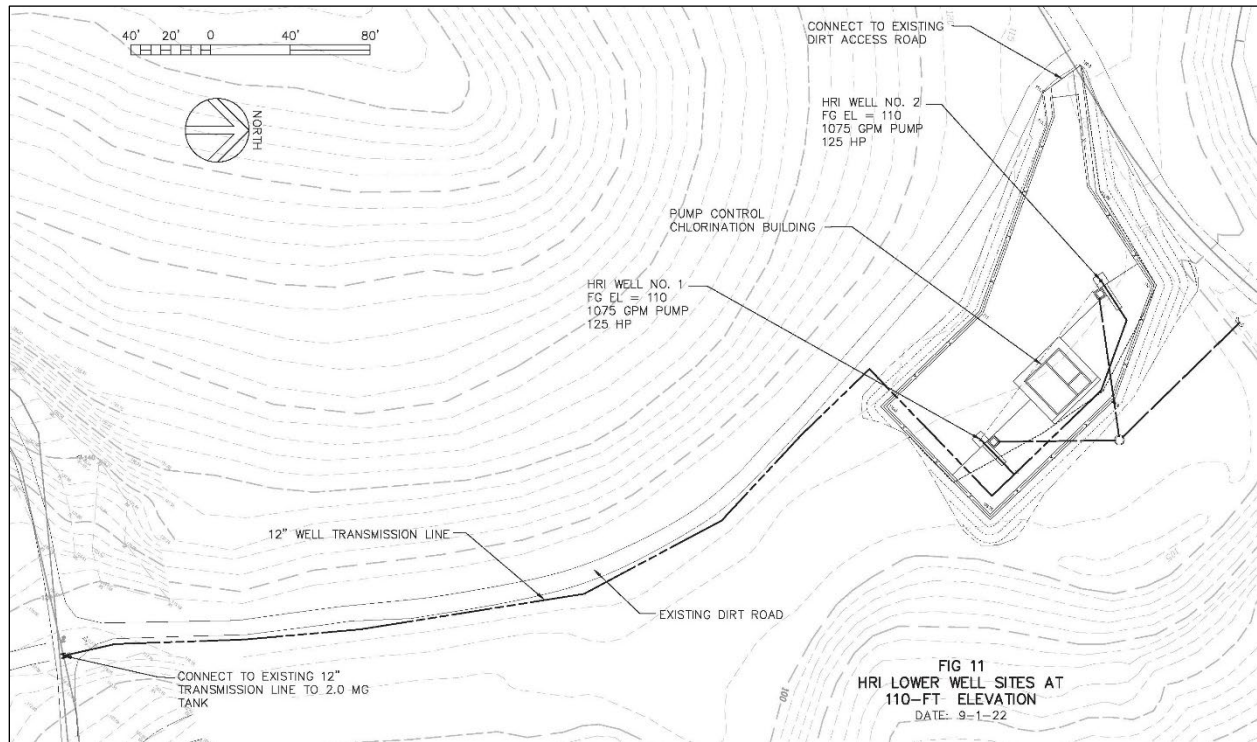 40' 20' 0 40' 80'
NORTH
CONNECT TO EXISTING
DIRT ACCESS ROAD
HRI WELL NO. 2
FG EL = 110
1075 GPM PUMP
125 HP
PUMP CONTROL
CHLORINATION BUILDING
HRI WELL NO. 1
FG EL = 110
1075 GPM PUMP
125 HP
12" WELL TRANSMISSION LINE
EXISTING DIRT ROAD
CONNECT TO EXISTING 12"
TRANSMISSION LINE TO 2.0 MG
TANK
100
FIG 11
HRI LOWER WELL SITES AT
110-FT ELEVATION
DATE: 9-1-22